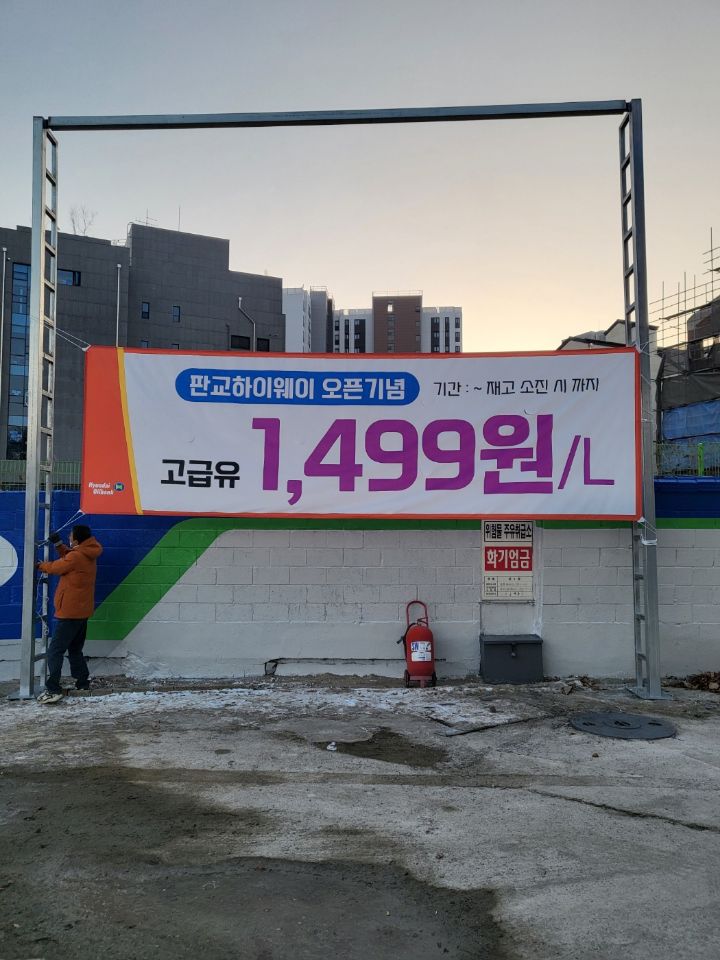 판교하이웨이 오픈기념
기간 : ~ 재고 소진 시 까지
고급유 1,499원/L
Hyundai
Oilbank
위험물 주유취급소
화기엄금